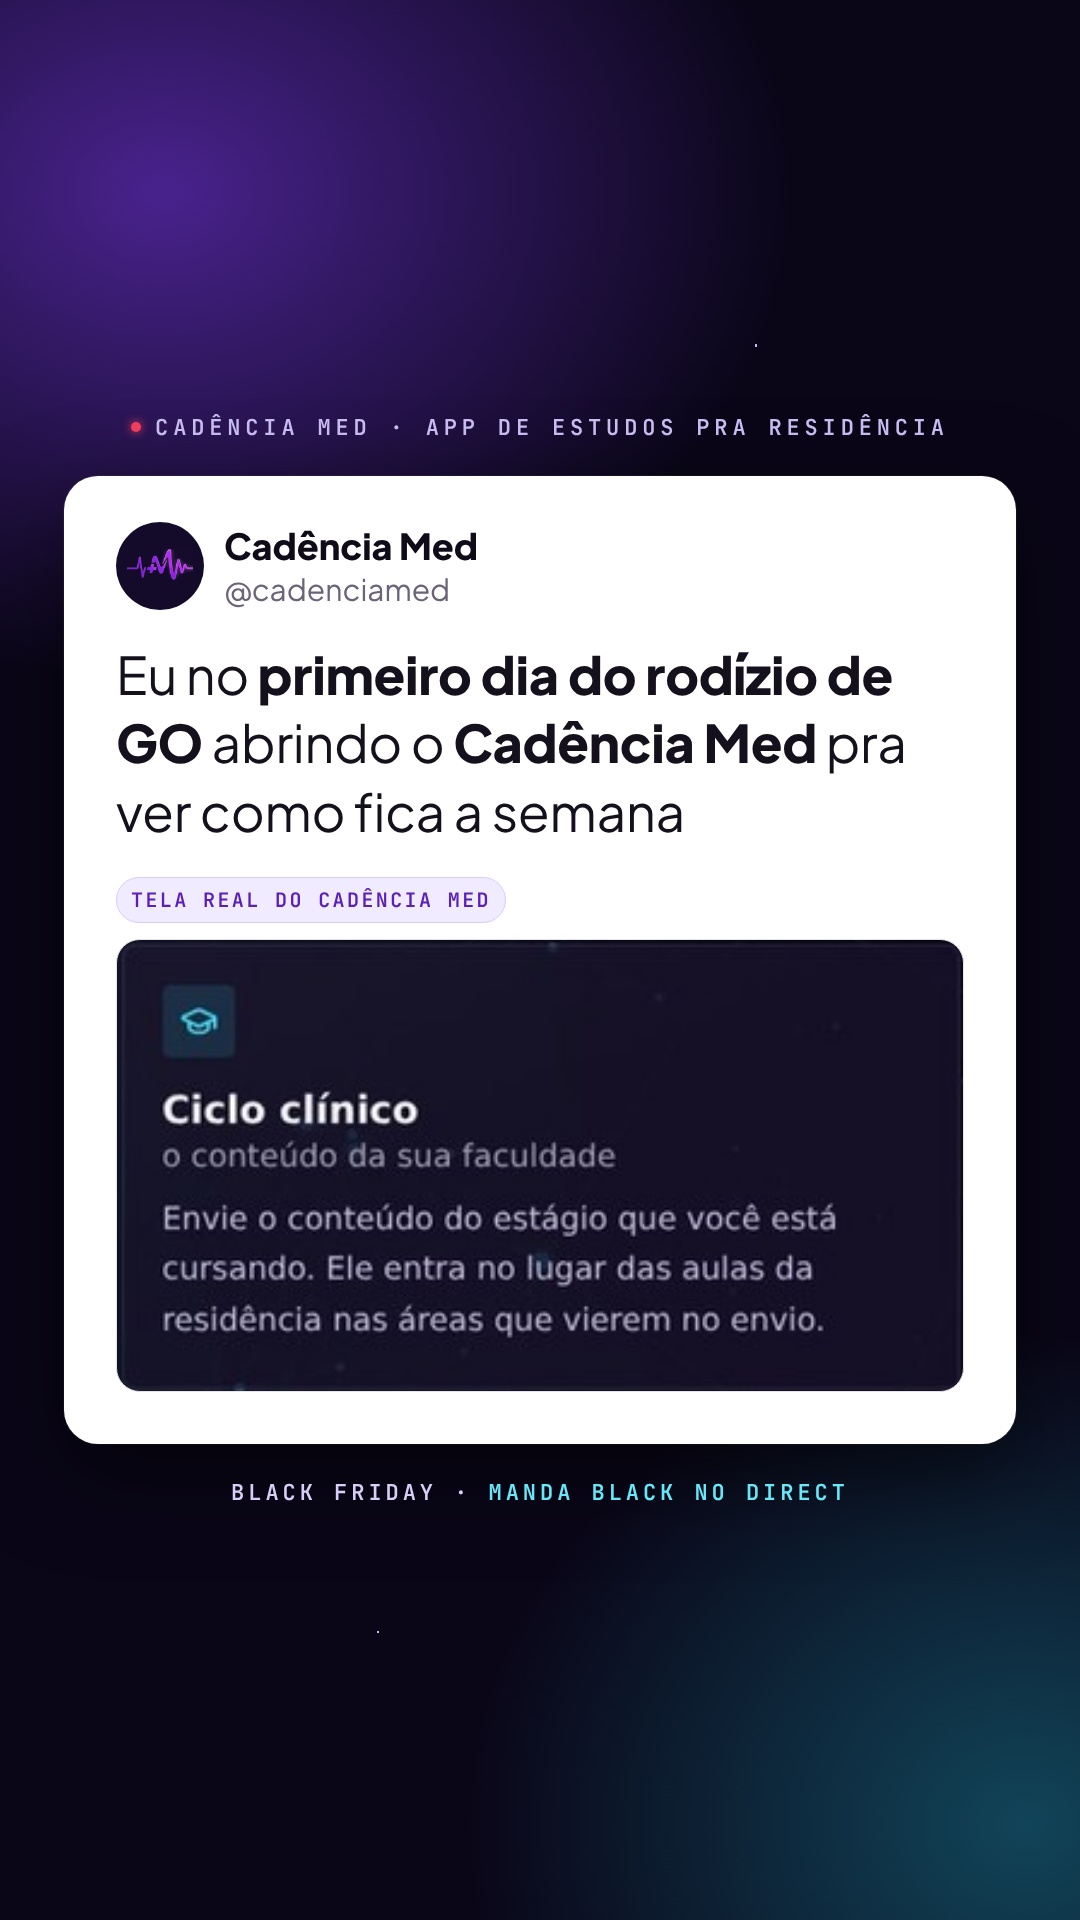 CADÊNCIA MED · APP DE ESTUDOS PRA RESIDÊNCIA
Cadência Med
@cadenciamed
Eu no primeiro dia do rodízio de
GO abrindo o Cadência Med pra
ver como fica a semana
TELA REAL DO CADÊNCIA MED
Ciclo clínico
o conteúdo da sua faculdade
Envie o conteúdo do estágio que você está
cursando. Ele entra no lugar das aulas da
residência nas áreas que vierem no envio.
BLACK FRIDAY · MANDA BLACK NO DIRECT